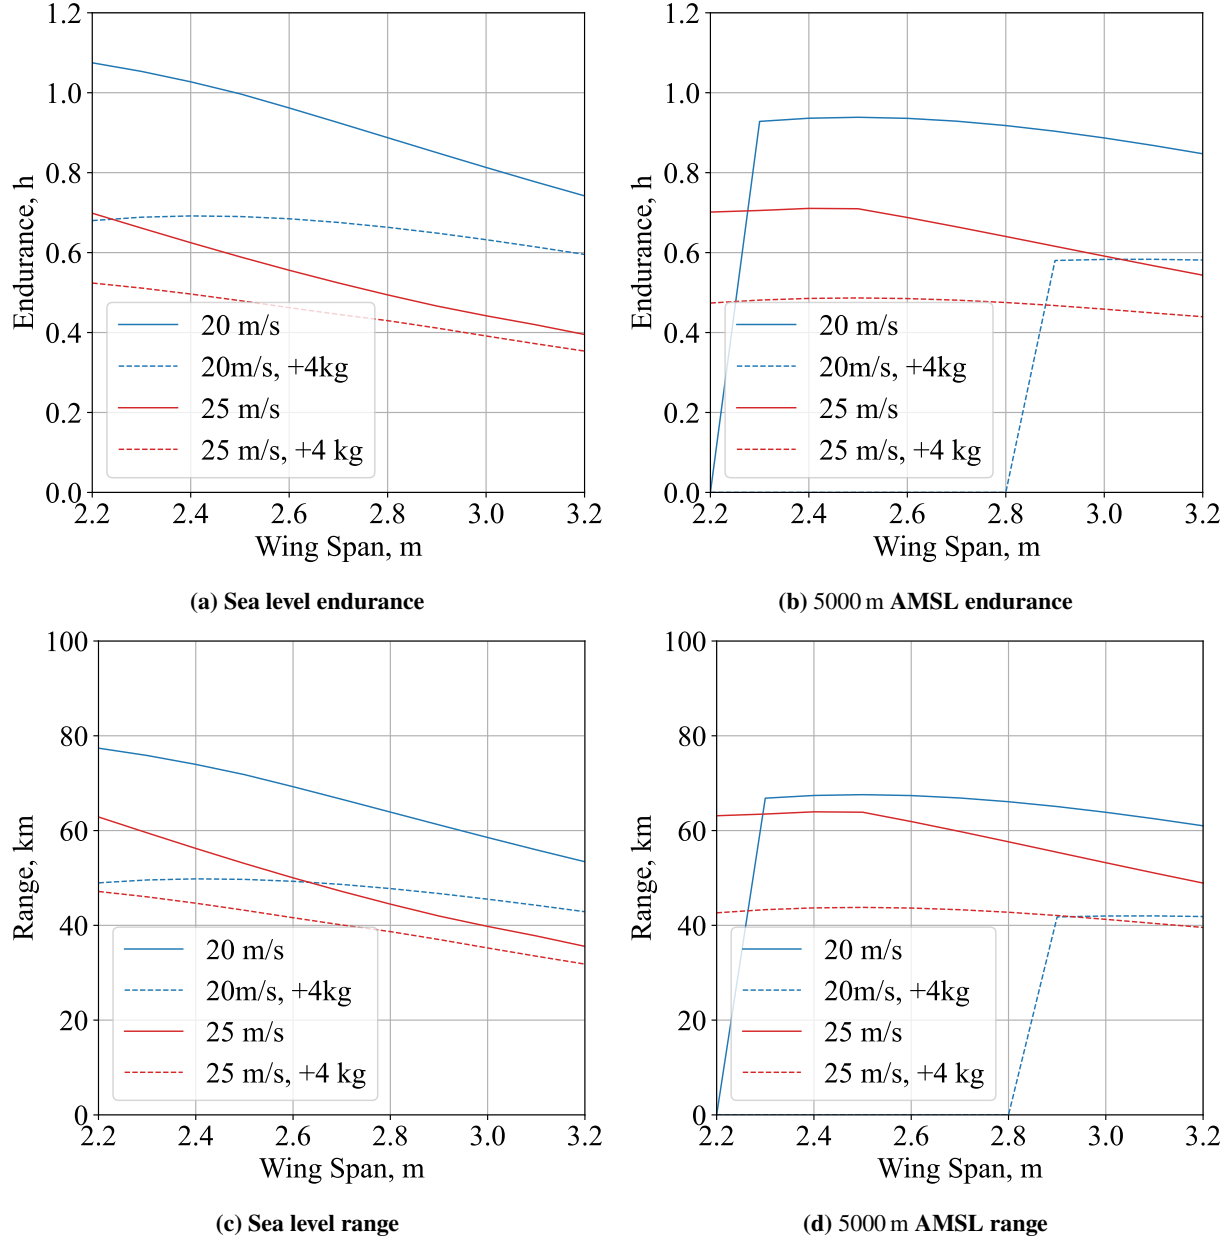 1.2
1.0
0.8
0.6
0.4
0.2
0.0
Endurance, h
20 m/s
20m/s, +4kg
25 m/s
25 m/s, +4 kg
2.2 2.4 2.6 2.8 3.0 3.2
Wing Span, m
(a) Sea level endurance
1.2
1.0
0.8
0.6
0.4
0.2
0.0
Endurance, h
20 m/s
20m/s, +4kg
25 m/s
25 m/s, +4 kg
2.2 2.4 2.6 2.8 3.0 3.2
Wing Span, m
(b) 5000 m AMSL endurance
100
80
60
40
20
0
Range, km
20 m/s
20m/s, +4kg
25 m/s
25 m/s, +4 kg
2.2 2.4 2.6 2.8 3.0 3.2
Wing Span, m
(c) Sea level range
100
80
60
40
20
0
Range, km
20 m/s
20m/s, +4kg
25 m/s
25 m/s, +4 kg
2.2 2.4 2.6 2.8 3.0 3.2
Wing Span, m
(d) 5000 m AMSL range